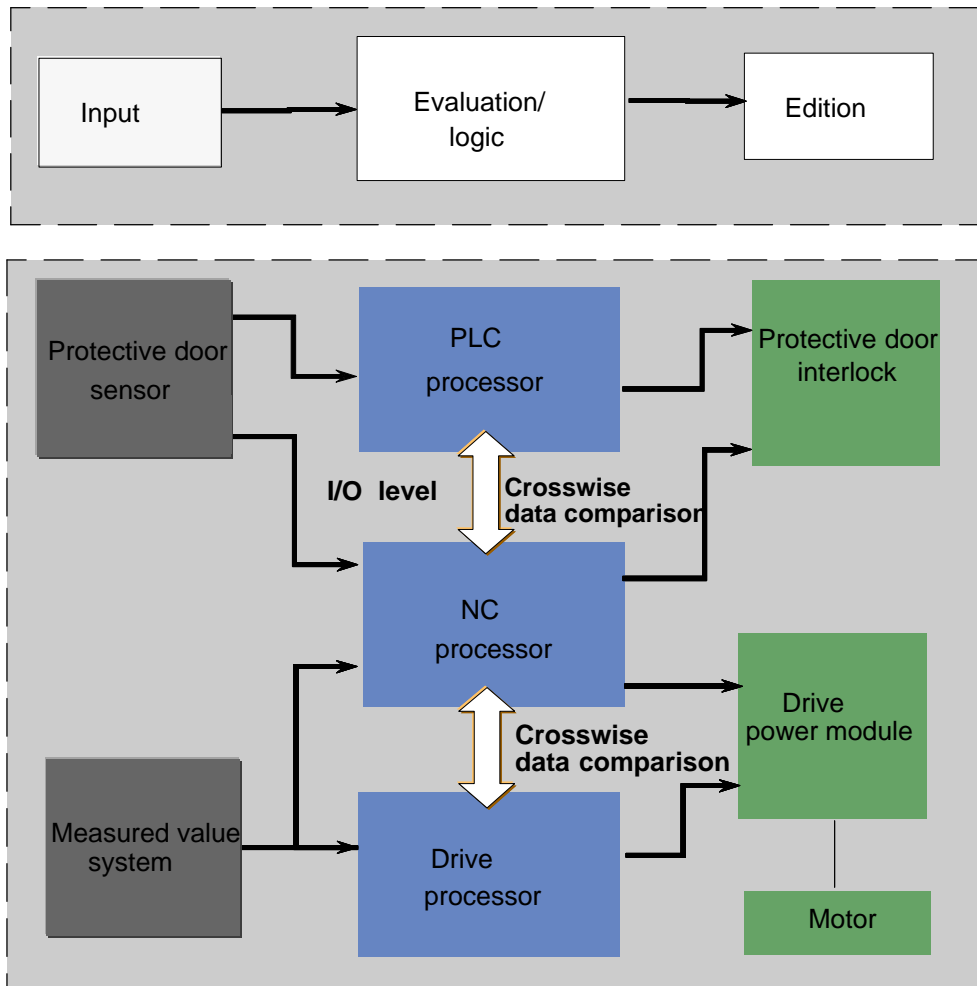 Input
Evaluation/
logic
Edition
Protective door
sensor
PLC
processor
Protective door
interlock
I/O level
Crosswise
data comparison
NC
processor
Crosswise
data comparison
Drive
power module
Measured value
system
Drive
processor
Motor